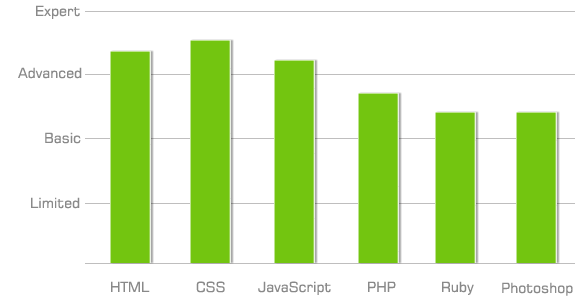 Expert
Advanced
Basic
Limited
HTML CSS JavaScript PHP Ruby Photoshop